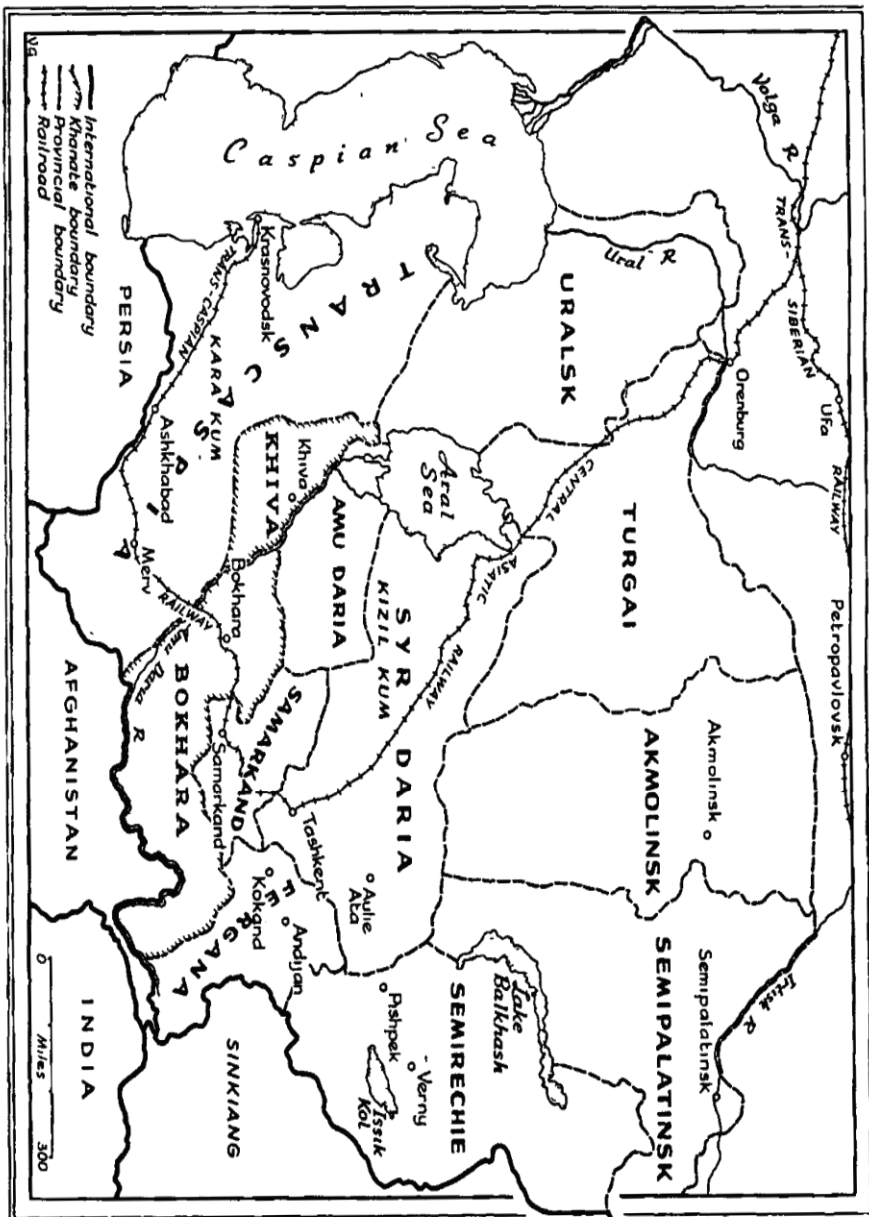 Volga R
TRANS-
SIBERIAN
RAILWAY
Ufa
Petropavlovsk
Orenburg
Ural R
URALSK
TURGAI
AKMOLINSK
Akmolinsk
SEMIPALATINSK
Semipalatinsk
Irtish R
Caspian Sea
Aral
Sea
CENTRAL
ASIATIC
RAILWAY
SYR DARIA
KIZIL KUM
AMU DARIA
Lake
Balkhash
SEMIRECHIE
Aulie
Ata
Pishpek
Verny
Issik
Kol
TRANSCASPIA
Krasnovodsk
KARA KUM
KHIVA
Khiva
TRANS-CASPIAN
RAILWAY
Ashkhabad
Merv
Bokhara
BOKHARA
Amu Daria R
SAMARKAND
Samarkand
Tashkent
FERGANA
Kokand
Andijan
PERSIA
AFGHANISTAN
INDIA
SINKIANG
International boundary
Khanate boundary
Provincial boundary
Railroad
0
Miles
300
VG